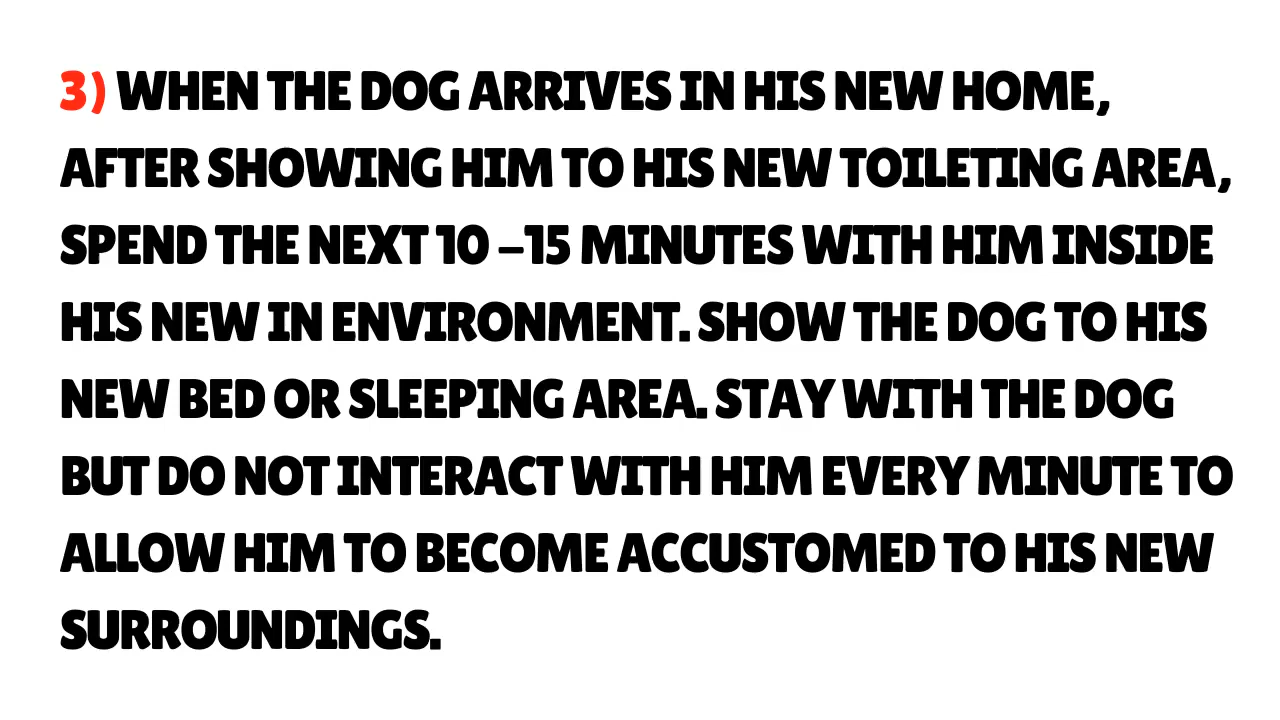 3) WHEN THE DOG ARRIVES IN HIS NEW HOME,
AFTER SHOWING HIM TO HIS NEW TOILETING AREA,
SPEND THE NEXT 10 –15 MINUTES WITH HIM INSIDE
HIS NEW IN ENVIRONMENT. SHOW THE DOG TO HIS
NEW BED OR SLEEPING AREA. STAY WITH THE DOG
BUT DO NOT INTERACT WITH HIM EVERY MINUTE TO
ALLOW HIM TO BECOME ACCUSTOMED TO HIS NEW
SURROUNDINGS.